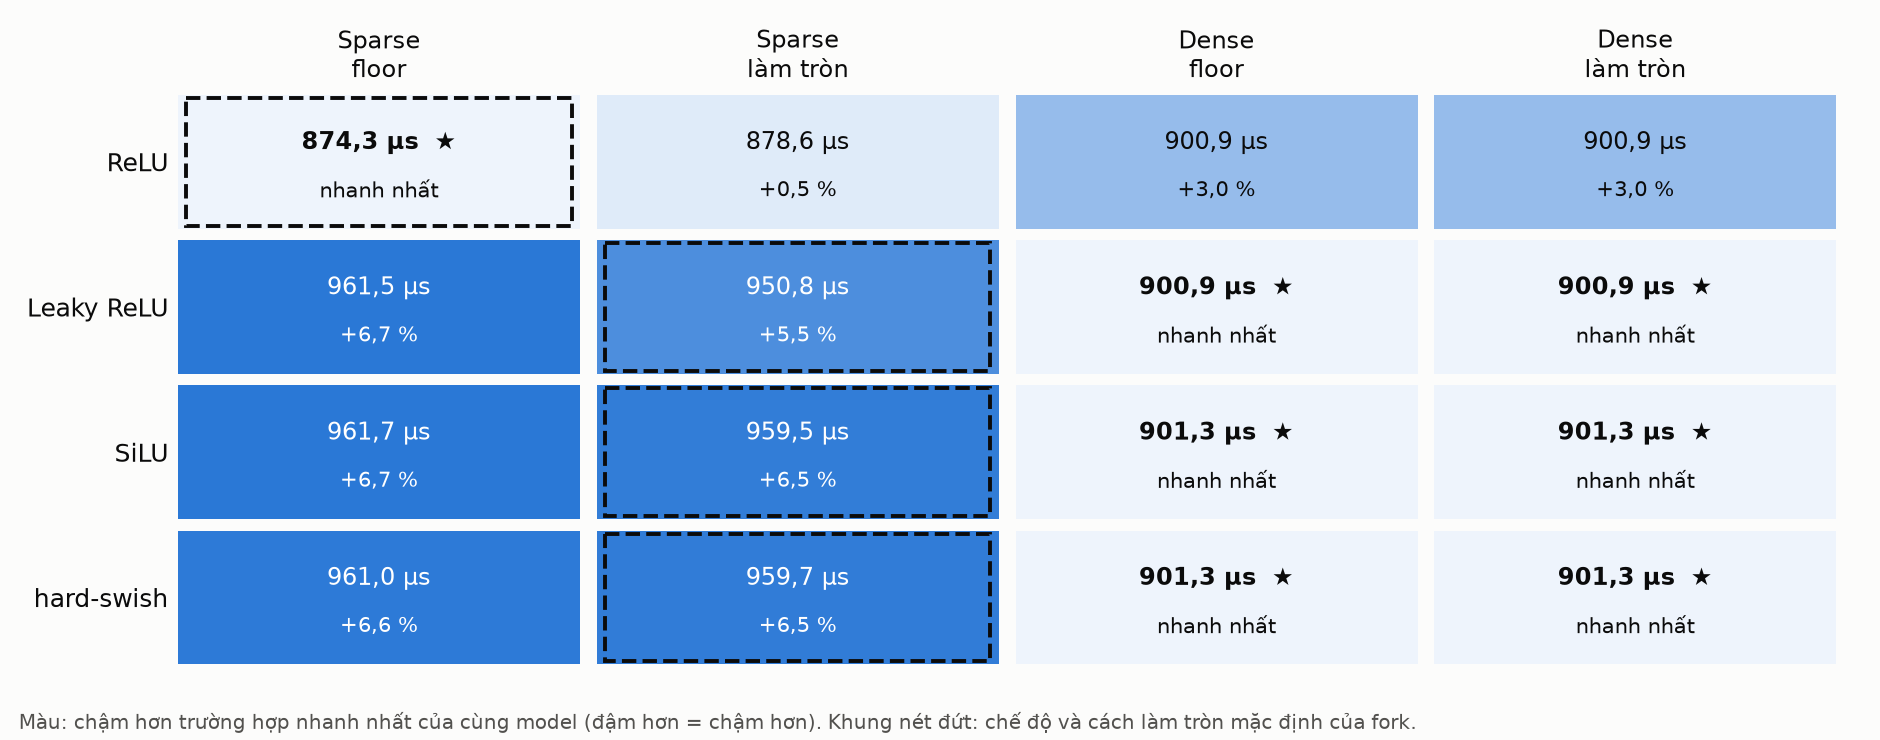 Sparse
floor
Sparse
làm tròn
Dense
floor
Dense
làm tròn
ReLU
874,3 µs ★
nhanh nhất
878,6 µs
+0,5 %
900,9 µs
+3,0 %
900,9 µs
+3,0 %
Leaky ReLU
961,5 µs
+6,7 %
950,8 µs
+5,5 %
900,9 µs ★
nhanh nhất
900,9 µs ★
nhanh nhất
SiLU
961,7 µs
+6,7 %
959,5 µs
+6,5 %
901,3 µs ★
nhanh nhất
901,3 µs ★
nhanh nhất
hard-swish
961,0 µs
+6,6 %
959,7 µs
+6,5 %
901,3 µs ★
nhanh nhất
901,3 µs ★
nhanh nhất
Màu: chậm hơn trường hợp nhanh nhất của cùng model (đậm hơn = chậm hơn). Khung nét đứt: chế độ và cách làm tròn mặc định của fork.